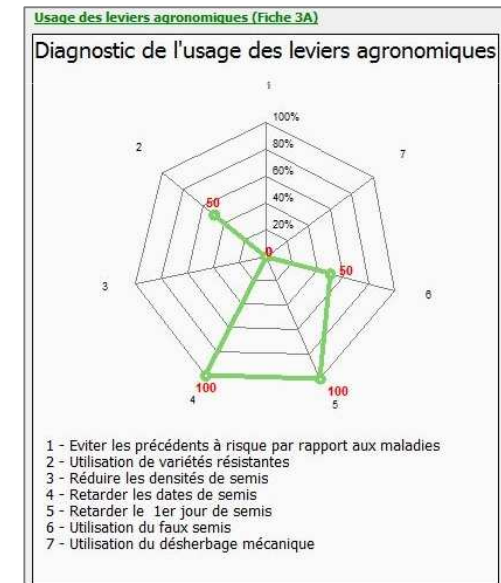 Usage des leviers agronomiques (Fiche 3A)
Diagnostic de l'usage des leviers agronomiques
1
100%
80%
60%
40%
20%
2
7
50
0
50
3
6
100
4
100
5
1 - Eviter les précédents à risque par rapport aux maladies
2 - Utilisation de variétés résistantes
3 - Réduire les densités de semis
4 - Retarder les dates de semis
5 - Retarder le 1er jour de semis
6 - Utilisation du faux semis
7 - Utilisation du désherbage mécanique